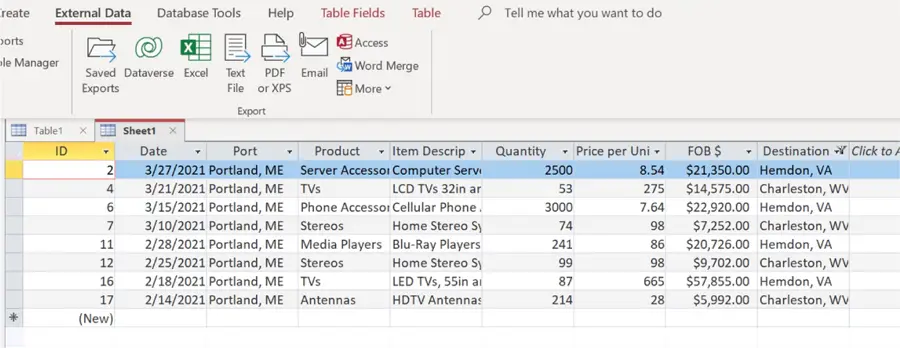 Create External Data Database Tools Help Table Fields Table Tell me what you want to do
ports
le Manager
Saved Exports
Dataverse
Excel
Text File
PDF or XPS
Email
Access
Word Merge
More
Export
Table1 × Sheet1 ×
ID Date Port Product Item Descrip Quantity Price per Uni FOB $ Destination Click to A
2 3/27/2021 Portland, ME Server Accessor Computer Serve 2500 8.54 $21,350.00 Hemdon, VA
4 3/21/2021 Portland, ME TVs LCD TVs 32in an 53 275 $14,575.00 Charleston, WV
6 3/15/2021 Portland, ME Phone Accessor Cellular Phone A 3000 7.64 $22,920.00 Hemdon, VA
7 3/10/2021 Portland, ME Stereos Home Stereo Sy 74 98 $7,252.00 Charleston, WV
11 2/28/2021 Portland, ME Media Players Blu-Ray Players 241 86 $20,726.00 Hemdon, VA
12 2/25/2021 Portland, ME Stereos Home Stereo Sy 99 98 $9,702.00 Charleston, WV
16 2/18/2021 Portland, ME TVs LED TVs, 55in an 87 665 $57,855.00 Hemdon, VA
17 2/14/2021 Portland, ME Antennas HDTV Antennas 214 28 $5,992.00 Charleston, WV
(New)